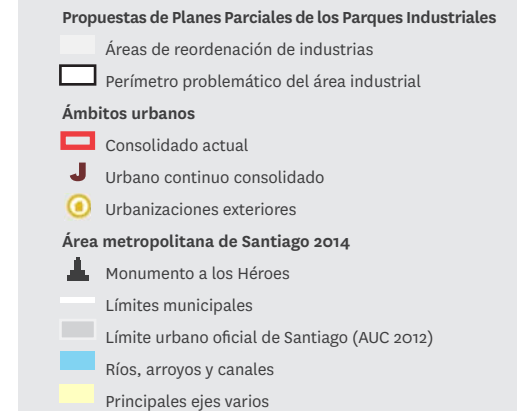 Propuestas de Planes Parciales de los Parques Industriales
Áreas de reordenación de industrias
Perímetro problemático del área industrial
Ámbitos urbanos
Consolidado actual
J Urbano continuo consolidado
Urbanizaciones exteriores
Área metropolitana de Santiago 2014
Monumento a los Héroes
Límites municipales
Límite urbano oficial de Santiago (AUC 2012)
Ríos, arroyos y canales
Principales ejes varios